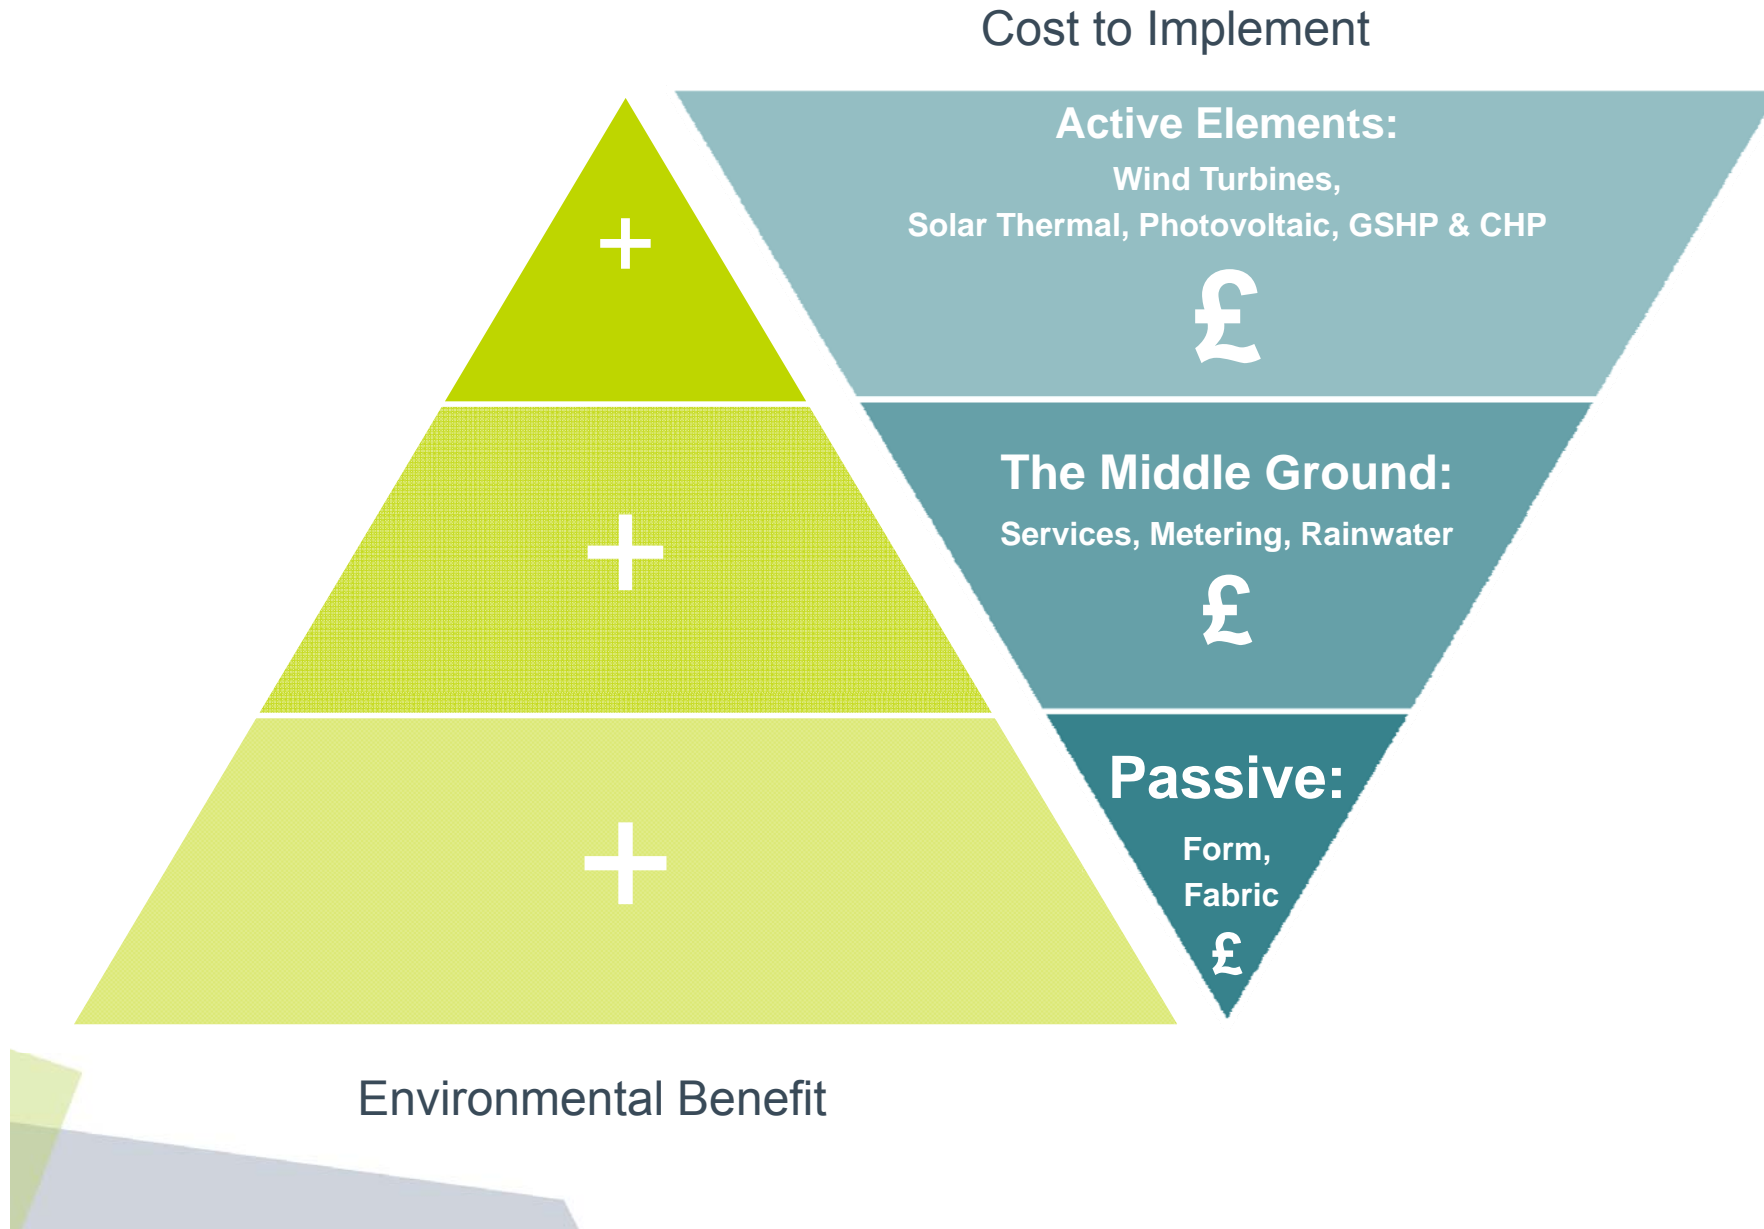 Cost to Implement
Active Elements:
Wind Turbines,
Solar Thermal, Photovoltaic, GSHP & CHP
+
£
The Middle Ground:
Services, Metering, Rainwater
+
£
Passive:
Form,
Fabric
+
£
Environmental Benefit